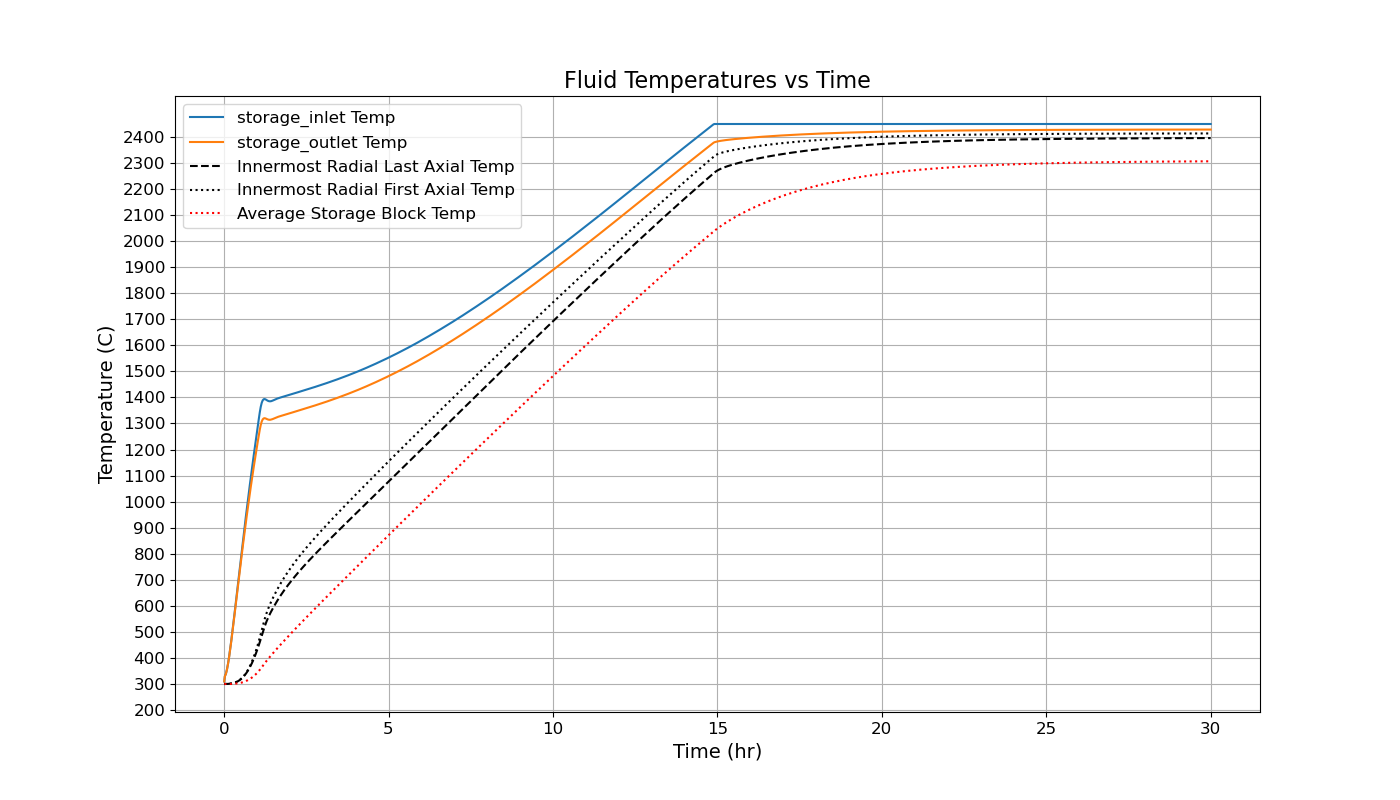 Fluid Temperatures vs Time
storage_inlet Temp
storage_outlet Temp
Innermost Radial Last Axial Temp
Innermost Radial First Axial Temp
Average Storage Block Temp
Temperature (C)
2400
2300
2200
2100
2000
1900
1800
1700
1600
1500
1400
1300
1200
1100
1000
900
800
700
600
500
400
300
200
0 5 10 15 20 25 30
Time (hr)